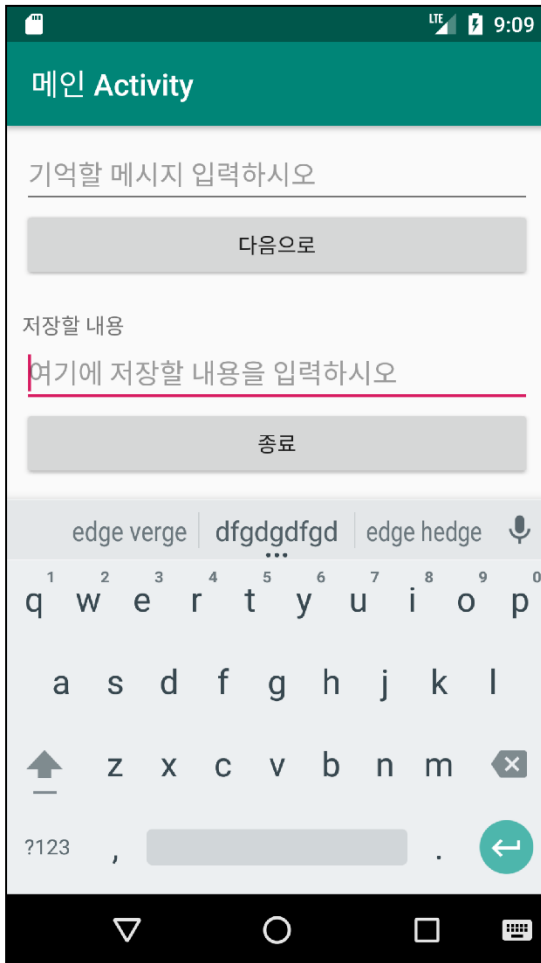 LTE 9:09
메인 Activity
기억할 메시지 입력하시오
다음으로
저장할 내용
여기에 저장할 내용을 입력하시오
종료
edge verge dfgdgdfgd edge hedge
1 2 3 4 5 6 7 8 9 0
q w e r t y u i o p
a s d f g h j k l
z x c v b n m
?123 , .